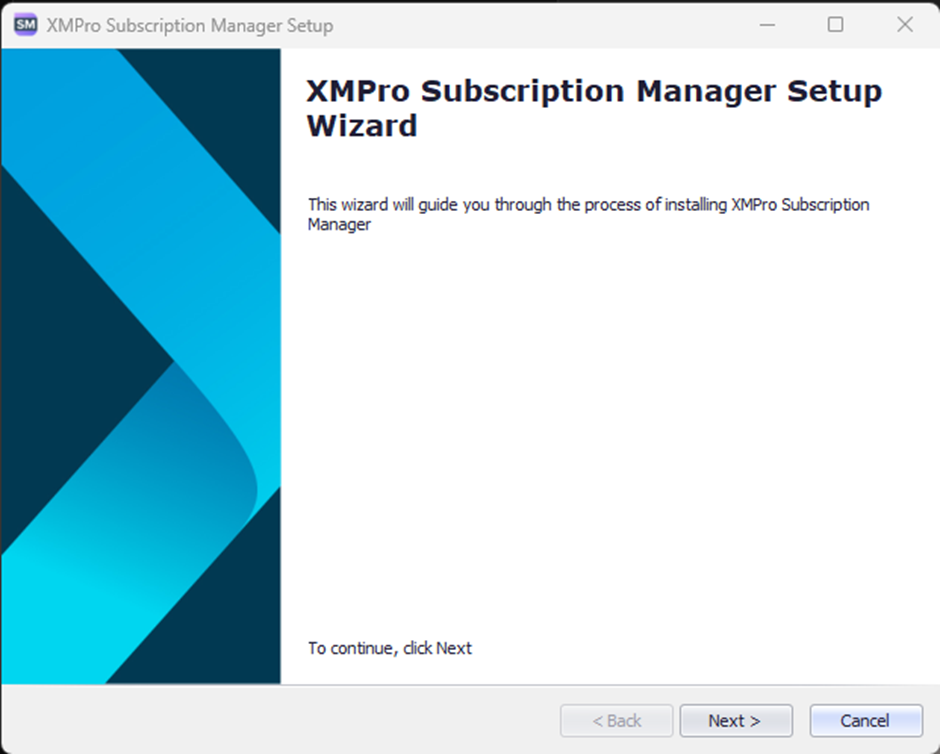 SM XMPro Subscription Manager Setup
XMPro Subscription Manager Setup
Wizard
This wizard will guide you through the process of installing XMPro Subscription
Manager
To continue, click Next
< Back Next > Cancel